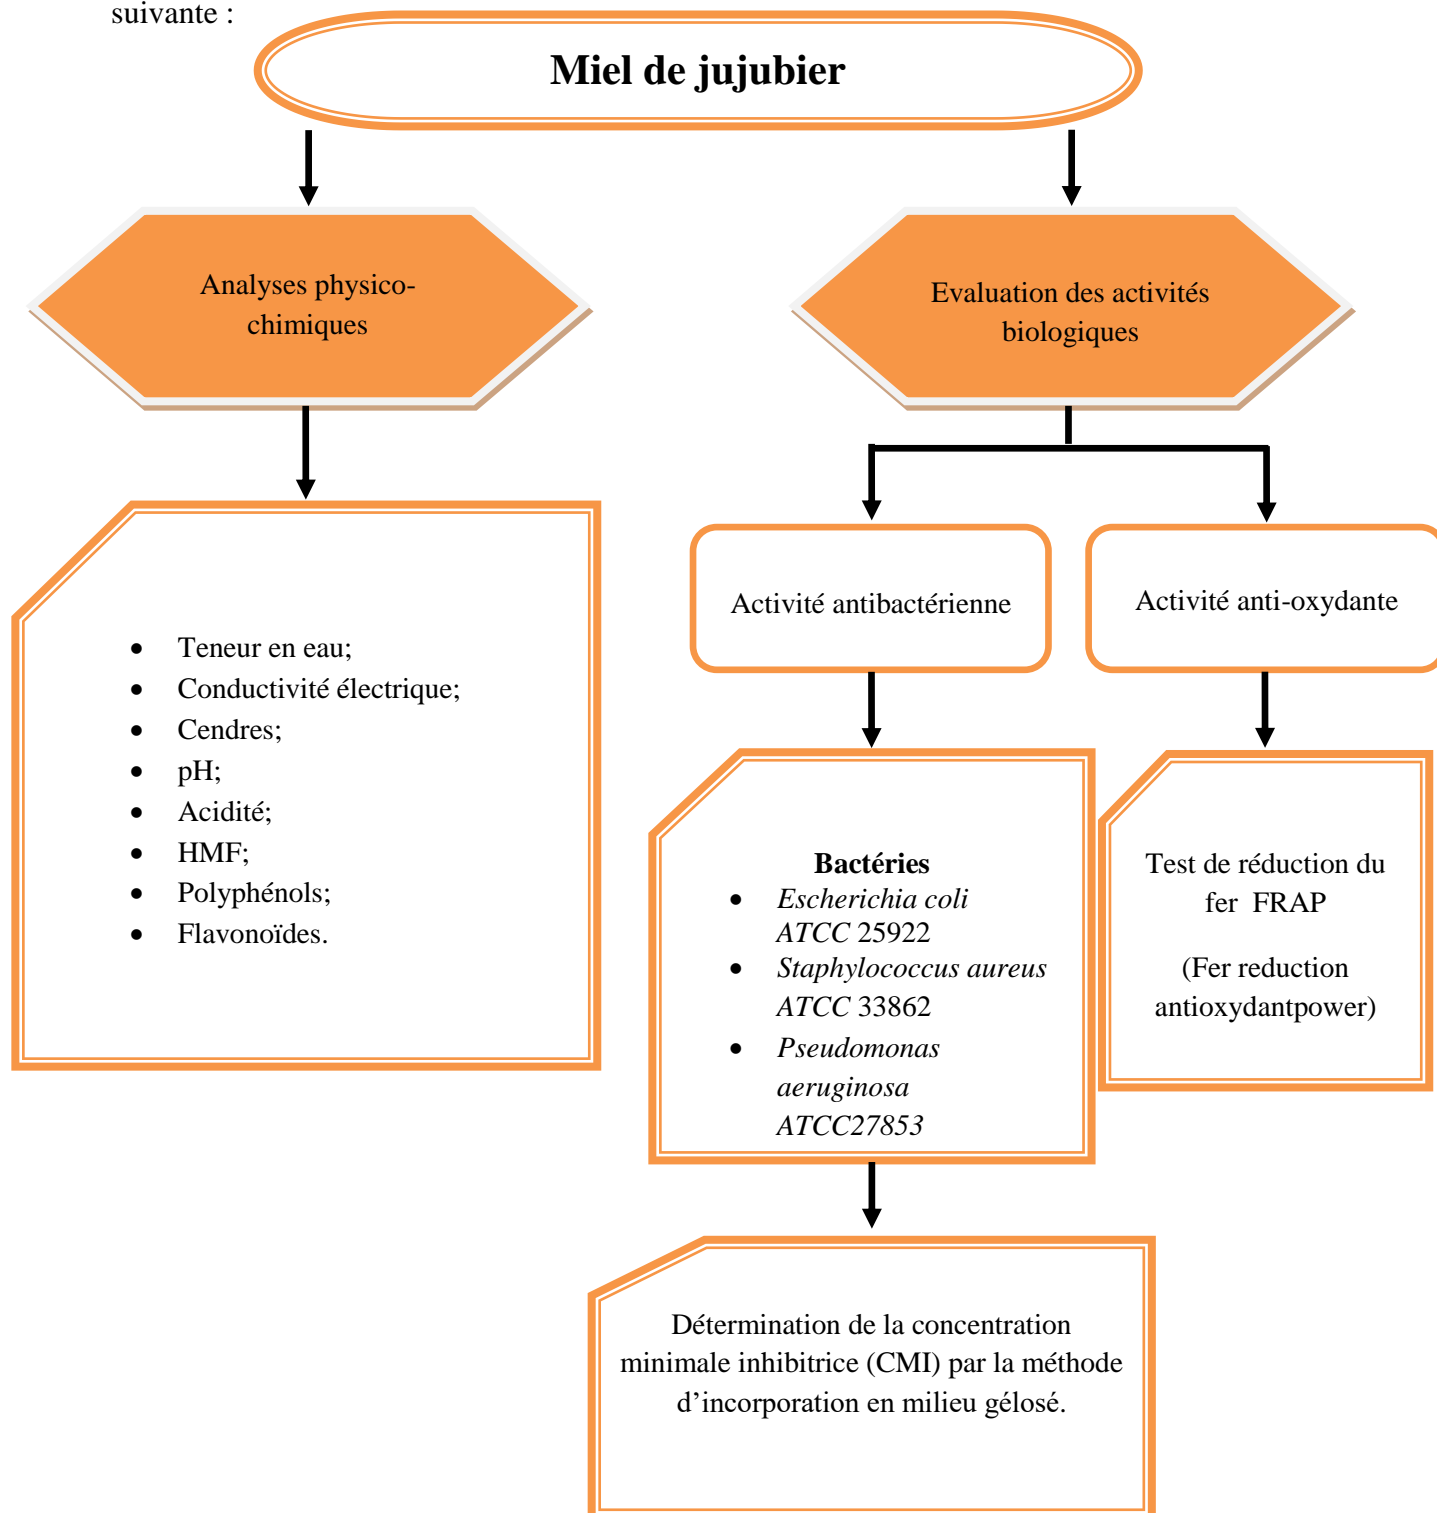 suivante :
Miel de jujubier
Analyses physico-
chimiques
Evaluation des activités
biologiques
• Teneur en eau;
• Conductivité électrique;
• Cendres;
• pH;
• Acidité;
• HMF;
• Polyphénols;
• Flavonoïdes.
Activité antibactérienne
Activité anti-oxydante
Bactéries
• Escherichia coli
ATCC 25922
• Staphylococcus aureus
ATCC 33862
• Pseudomonas
aeruginosa
ATCC27853
Test de réduction du
fer  FRAP
(Fer reduction
antioxydantpower)
Détermination de la concentration
minimale inhibitrice (CMI) par la méthode
d’incorporation en milieu gélosé.